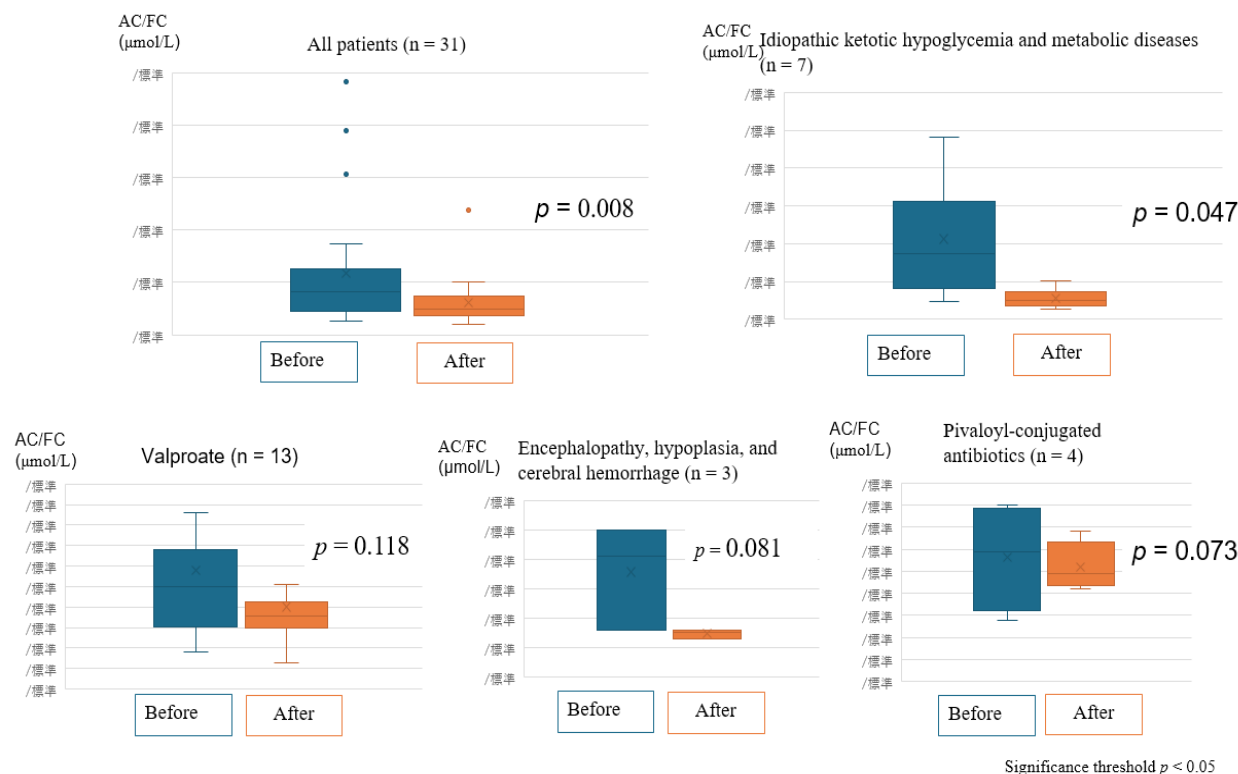 AC/FC
(μmol/L)
All patients (n = 31)
/標準
/標準
/標準
/標準
/標準
/標準
p = 0.008
Before
After
AC/FC
(μmol/L)
Idiopathic ketotic hypoglycemia and metabolic diseases
(n = 7)
/標準
/標準
/標準
/標準
/標準
/標準
/標準
p = 0.047
Before
After
AC/FC
(μmol/L)
Valproate (n = 13)
/標準
/標準
/標準
/標準
/標準
/標準
/標準
/標準
/標準
/標準
/標準
p = 0.118
Before
After
AC/FC
(μmol/L)
Encephalopathy, hypoplasia, and
cerebral hemorrhage (n = 3)
/標準
/標準
/標準
/標準
/標準
/標準
/標準
p = 0.081
Before
After
AC/FC
(μmol/L)
Pivaloyl-conjugated
antibiotics (n = 4)
/標準
/標準
/標準
/標準
/標準
/標準
/標準
/標準
/標準
/標準
p = 0.073
Before
After
Significance threshold p < 0.05